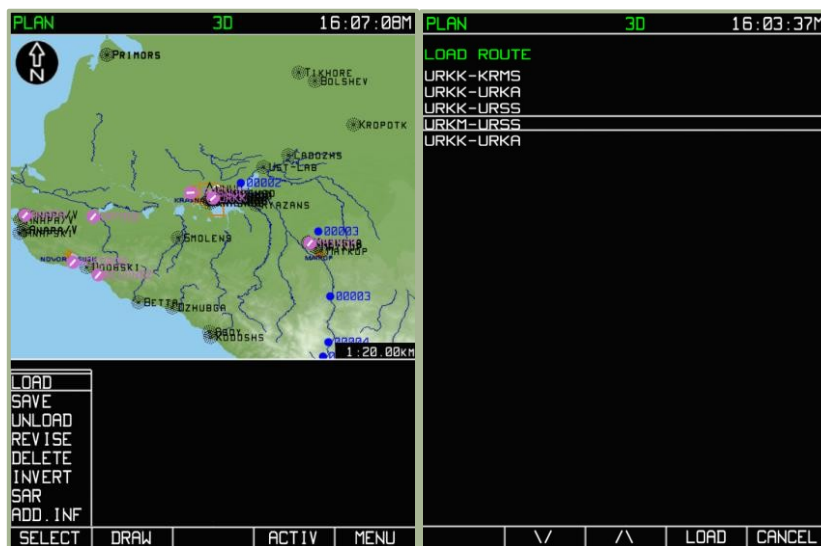 PLAN 3D 16:07:08M
N
PRIMORS
TIKHORE
BOLSHEV
KROPOTK
LABOZHS
UST-LAB
00002
00003
SMOLENS
00003
BETTA
DZHUBGA
AGOY
KODOSHS
1:20.00KM
LOAD
SAVE
UNLOAD
REVISE
DELETE
INVERT
SAR
ADD.INF
SELECT DRAW ACTIV MENU
PLAN 3D 16:03:37M
LOAD ROUTE
URKK-KRMS
URKK-URKA
URKK-URSS
URKM-URSS
URKK-URKA
\/ /\ LOAD CANCEL